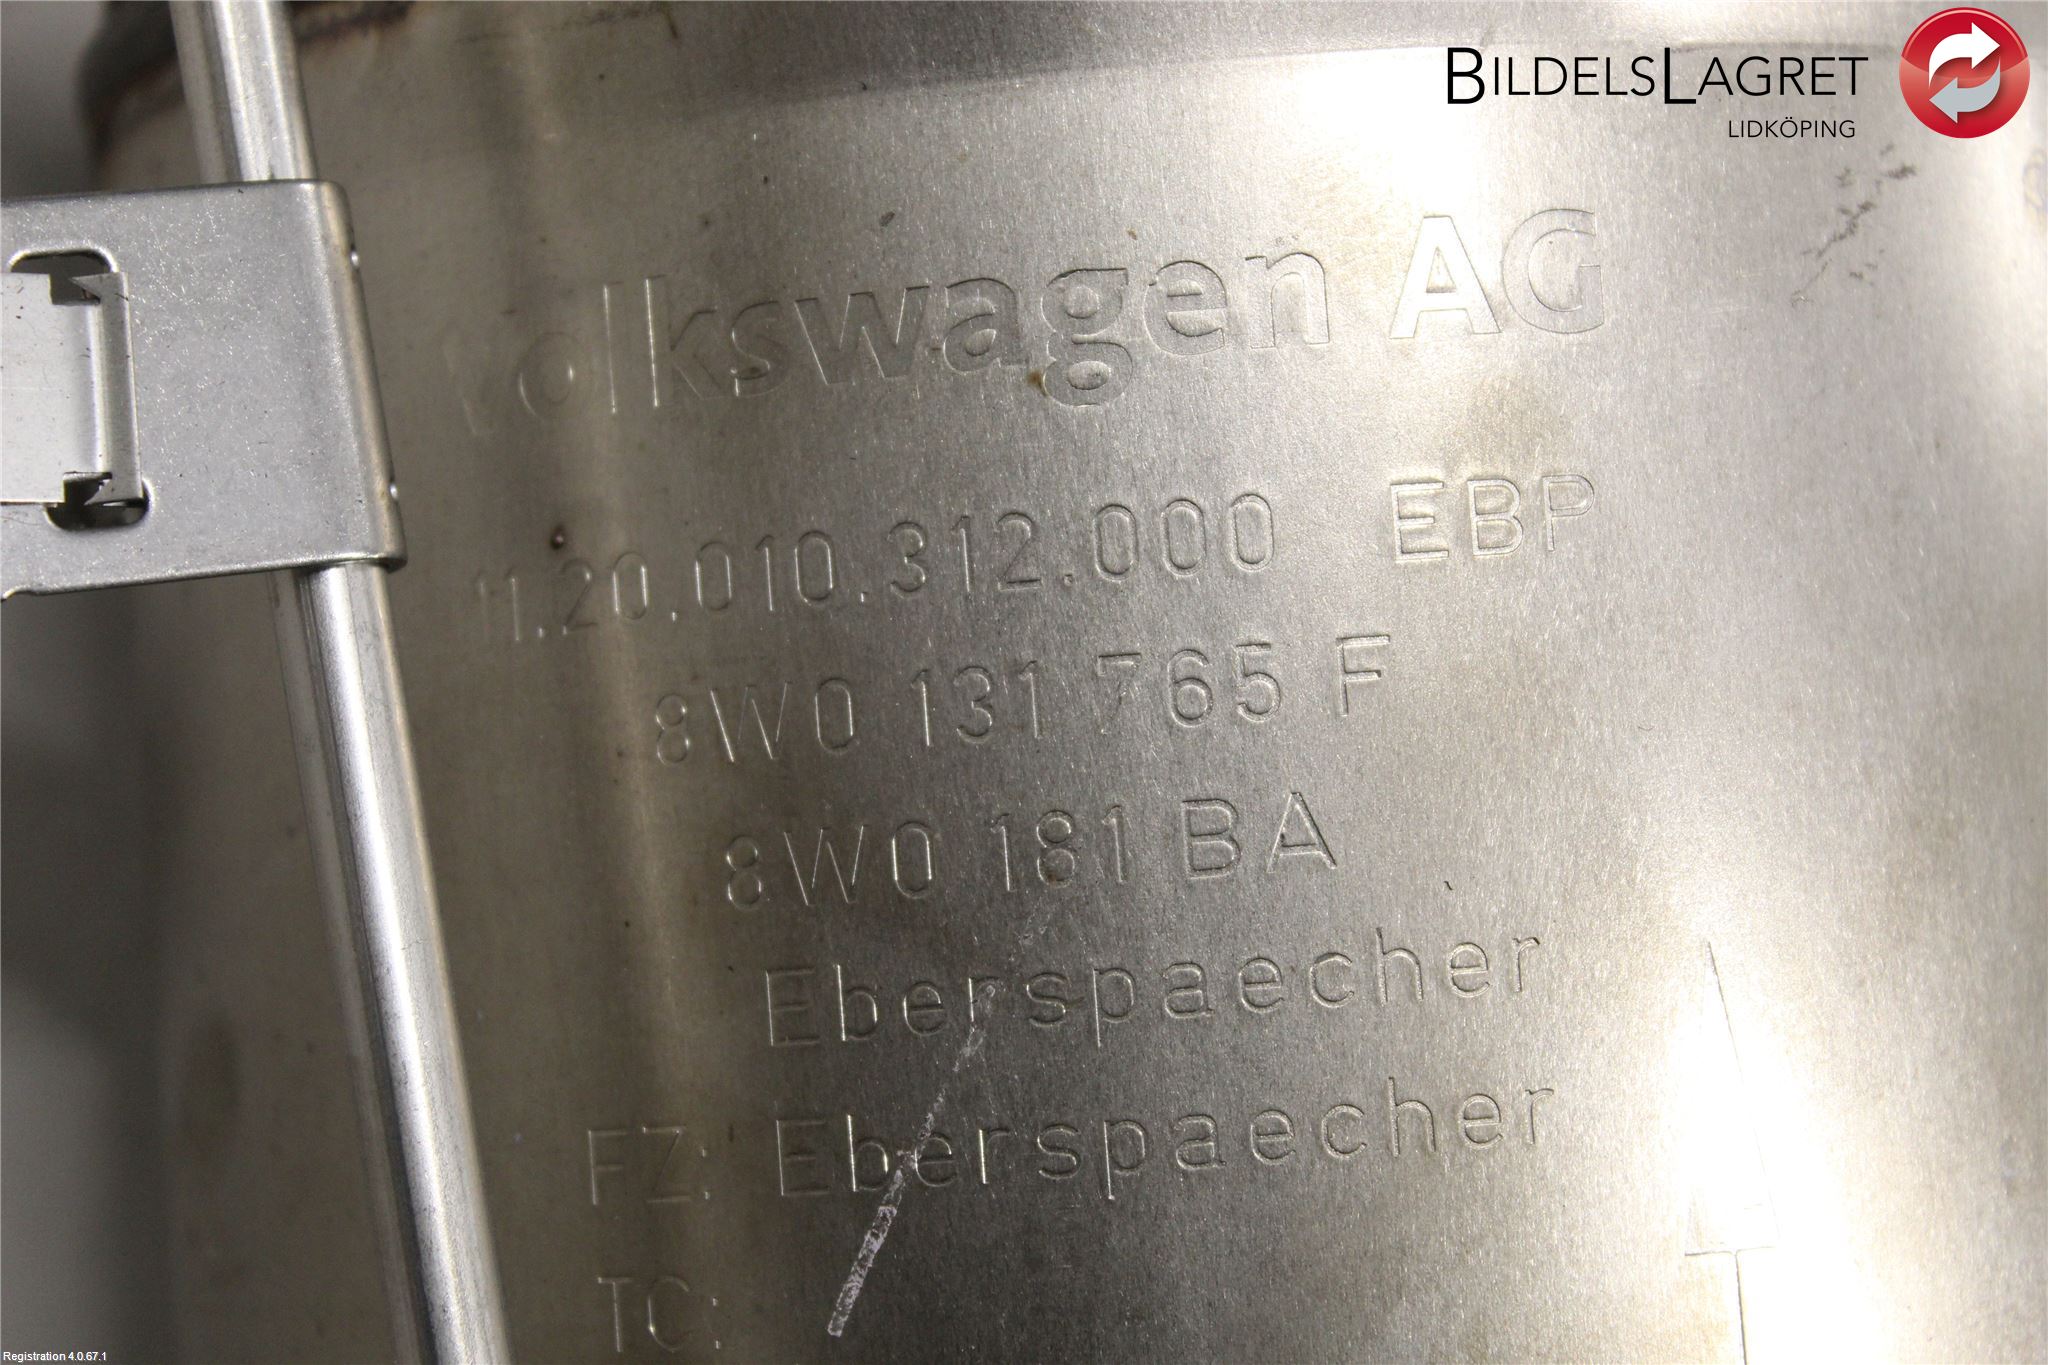 BILDELSLAGRET
LIDKÖPING
Volkswagen AG
11.20.010.312.000 EBP
8W0 131 765 F
8W0 181 BA
Eberspaecher
FZ: Eberspaecher
TC:
Registration 4.0.67.1